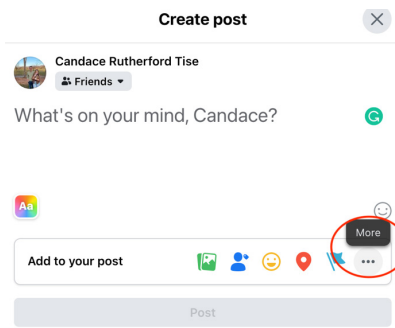 Create post
Candace Rutherford Tise
Friends
What's on your mind, Candace?
G
Aa
More
Add to your post
Post